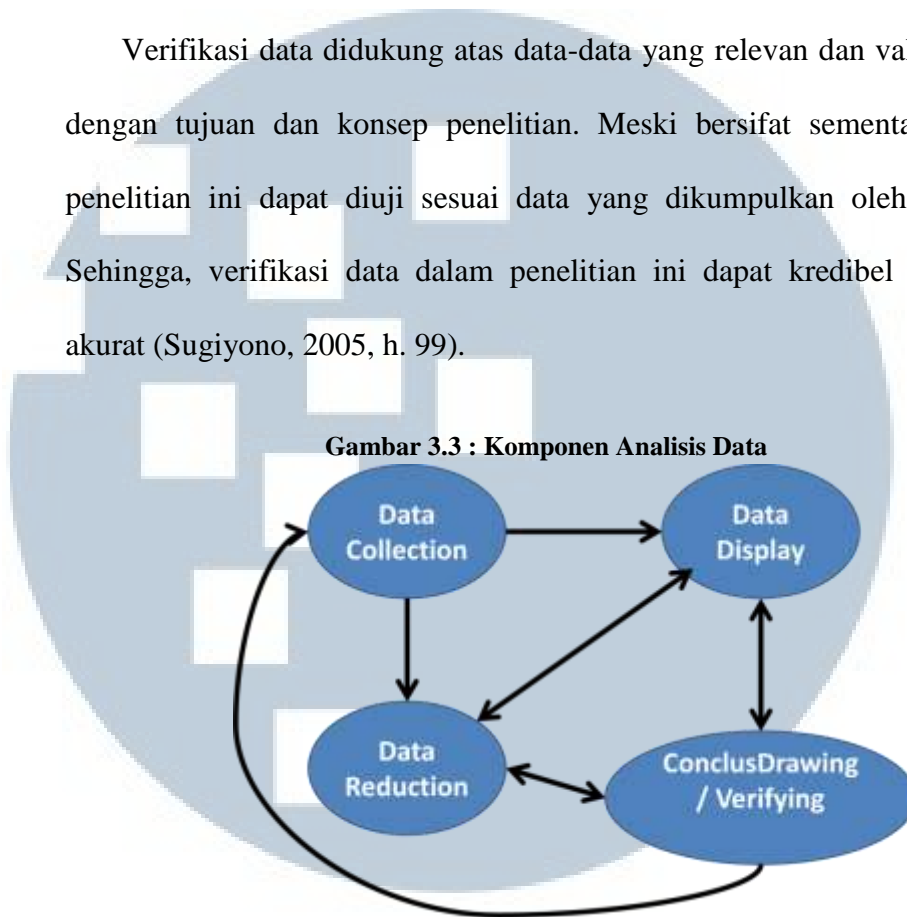 Verifikasi data didukung atas data-data yang relevan dan val
dengan tujuan dan konsep penelitian. Meski bersifat sementa
penelitian ini dapat diuji sesuai data yang dikumpulkan oleh
Sehingga, verifikasi data dalam penelitian ini dapat kredibel
akurat (Sugiyono, 2005, h. 99).
Gambar 3.3 : Komponen Analisis Data
Data
Collection
Data
Display
Data
Reduction
ConclusDrawing
/ Verifying